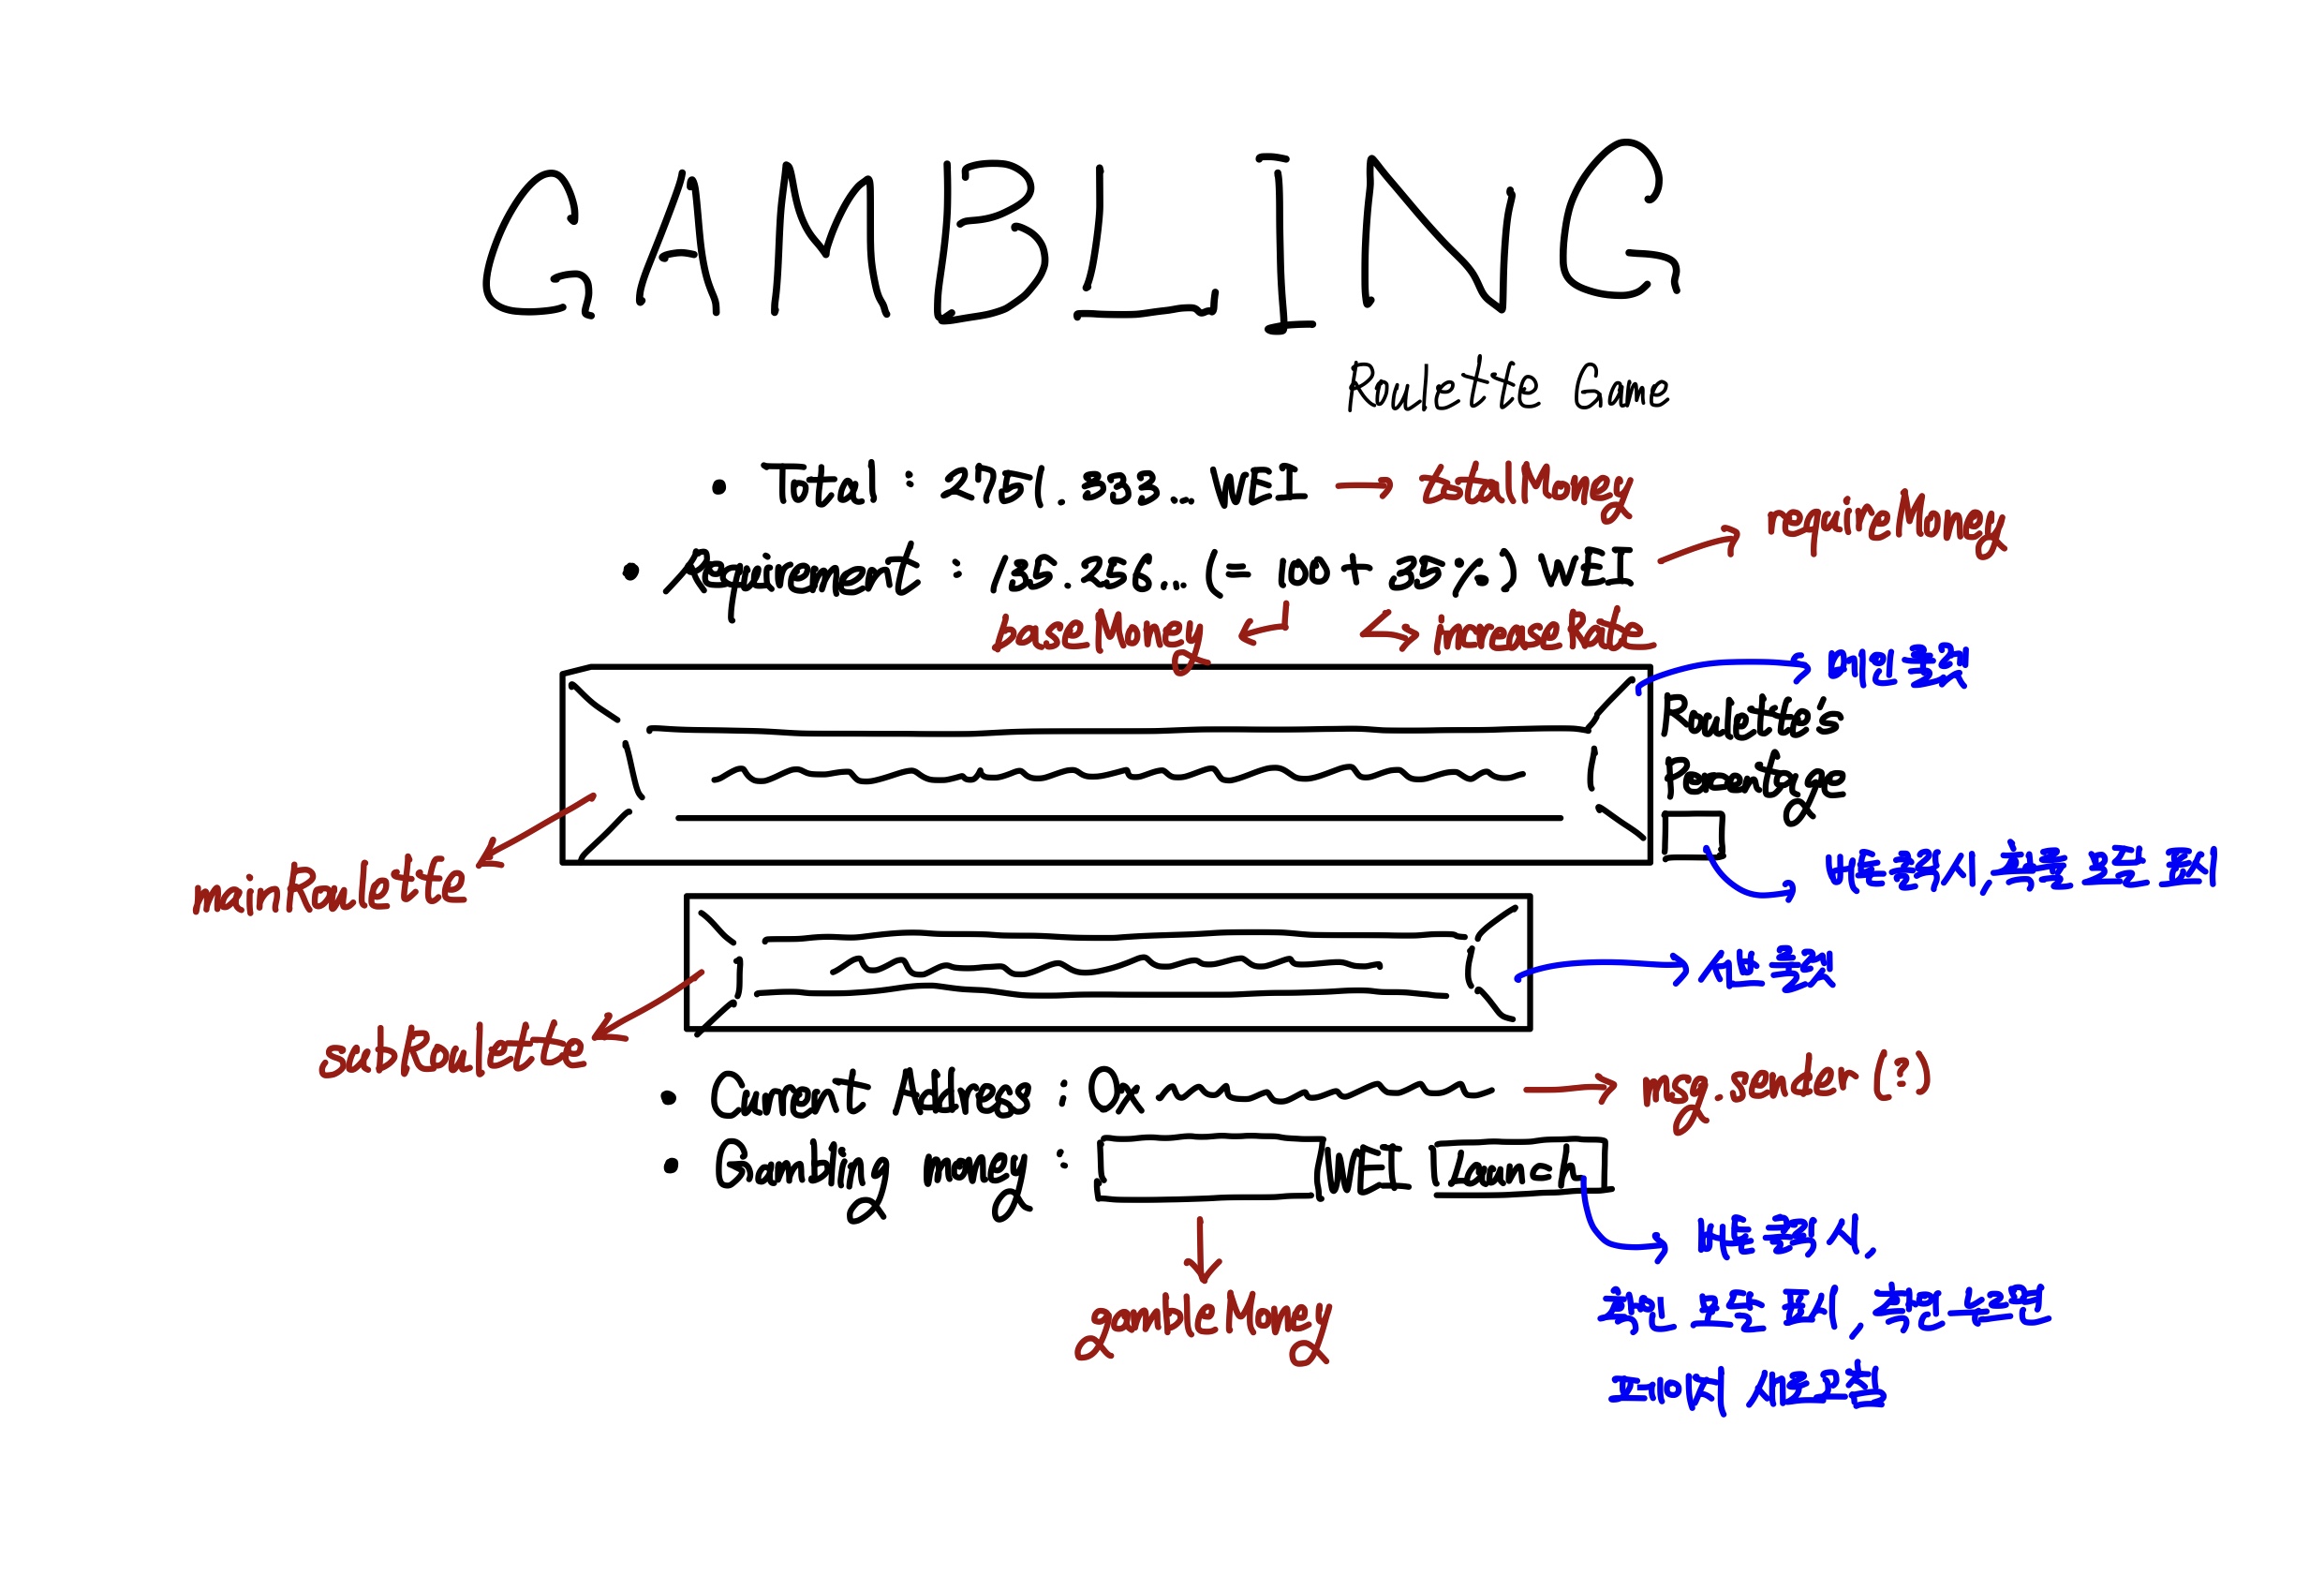 GAMBLING
Roulette Game
• Total : 2751.333... WEI → totalMoney
• Requirement : 135.256... (= 100 + 35%) WEI → requireMoney
baseMoney ← ← increaseRate
→ 메인 룰렛
Roulette's
Percentage
mainRoulette
→ 버튼 클릭 시, 확률 모달 표시
→ 서브 룰렛
subRoulette
• Current Address : 0x → msg.sender (?)
• Gambling money : WEI Launch
→ 버튼 클릭 시,
확인 모달 표시, 확인 누르면
gambleMoney
페이지 새로고침